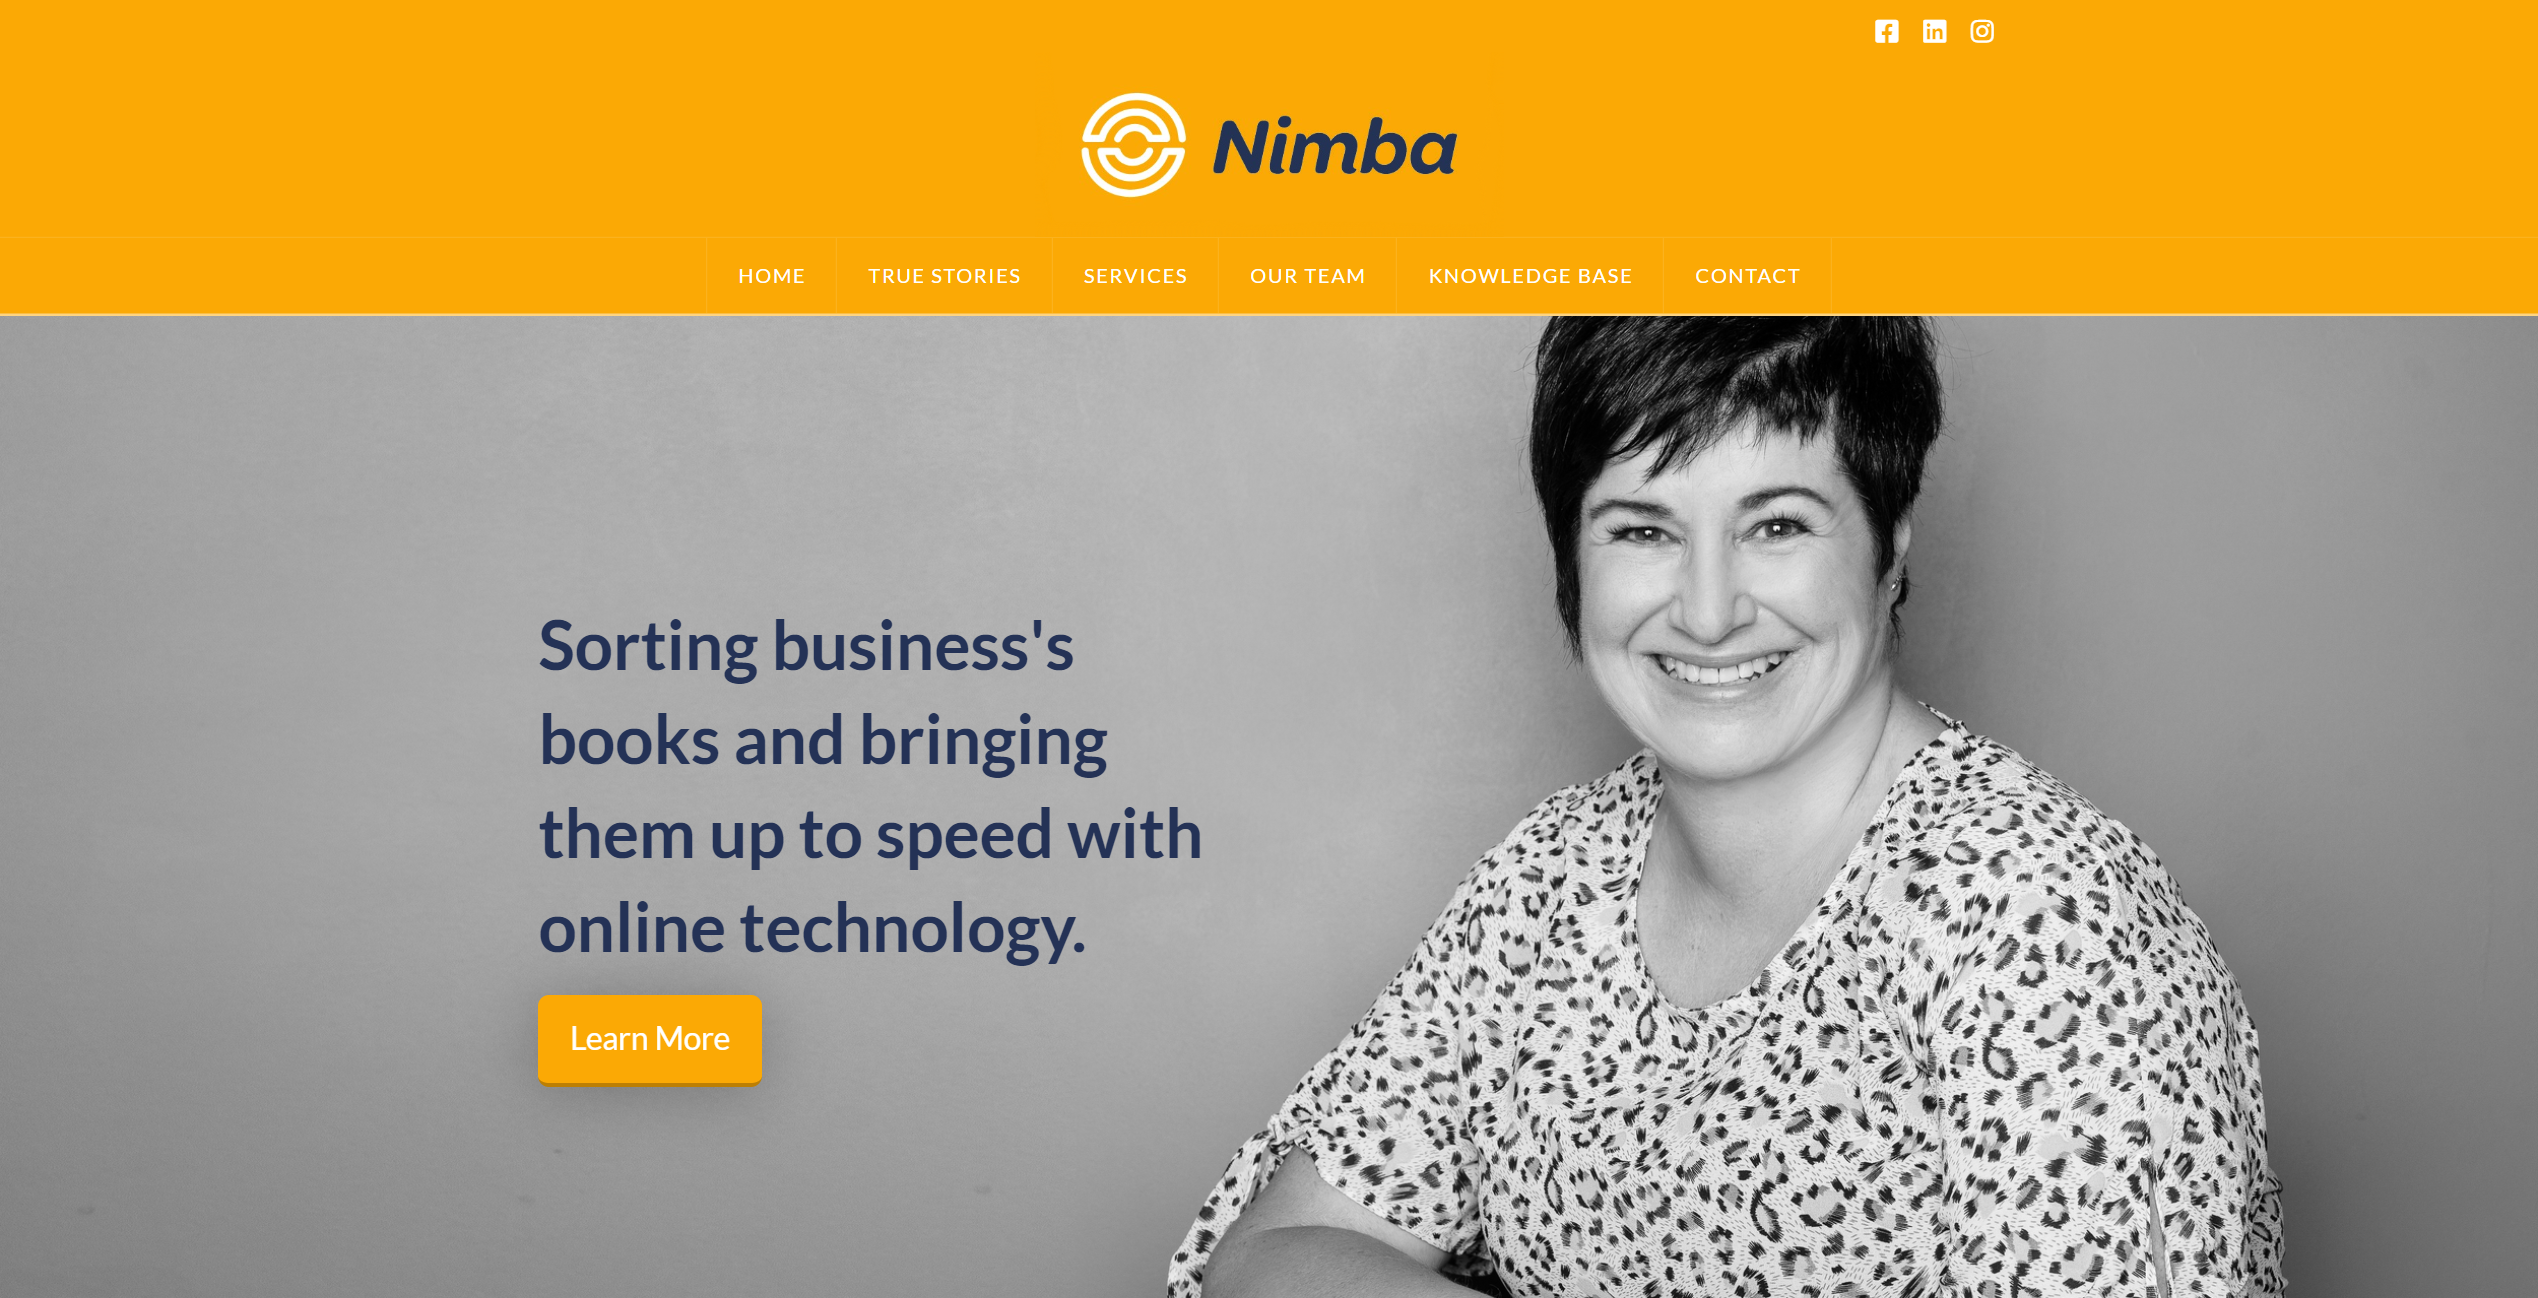 Nimba
HOME TRUE STORIES SERVICES OUR TEAM KNOWLEDGE BASE CONTACT
Sorting business's
books and bringing
them up to speed with
online technology.
Learn More